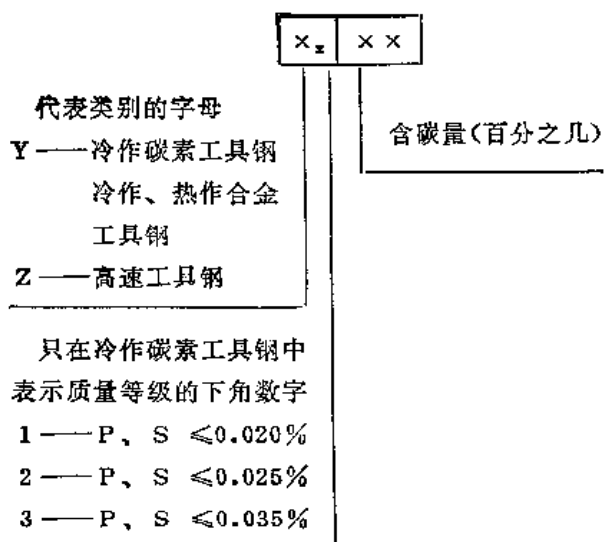 ×ₓ ××
代表类别的字母
Y——冷作碳素工具钢
冷作、热作合金
工具钢
Z——高速工具钢
含碳量(百分之几)
只在冷作碳素工具钢中
表示质量等级的下角数字
1——P、S ≤0.020%
2——P、S ≤0.025%
3——P、S ≤0.035%